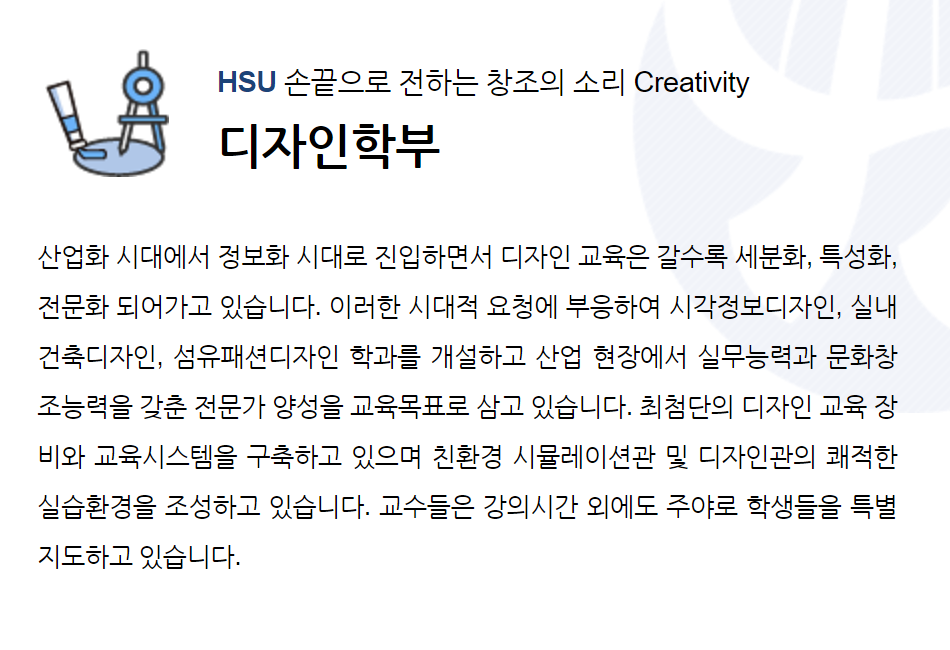 HSU 손끝으로 전하는 창조의 소리 Creativity
디자인학부
산업화 시대에서 정보화 시대로 진입하면서 디자인 교육은 갈수록 세분화, 특성화,
전문화 되어가고 있습니다. 이러한 시대적 요청에 부응하여 시각정보디자인, 실내
건축디자인, 섬유패션디자인 학과를 개설하고 산업 현장에서 실무능력과 문화창
조능력을 갖춘 전문가 양성을 교육목표로 삼고 있습니다. 최첨단의 디자인 교육 장
비와 교육시스템을 구축하고 있으며 친환경 시뮬레이션관 및 디자인관의 쾌적한
실습환경을 조성하고 있습니다. 교수들은 강의시간 외에도 주야로 학생들을 특별
지도하고 있습니다.